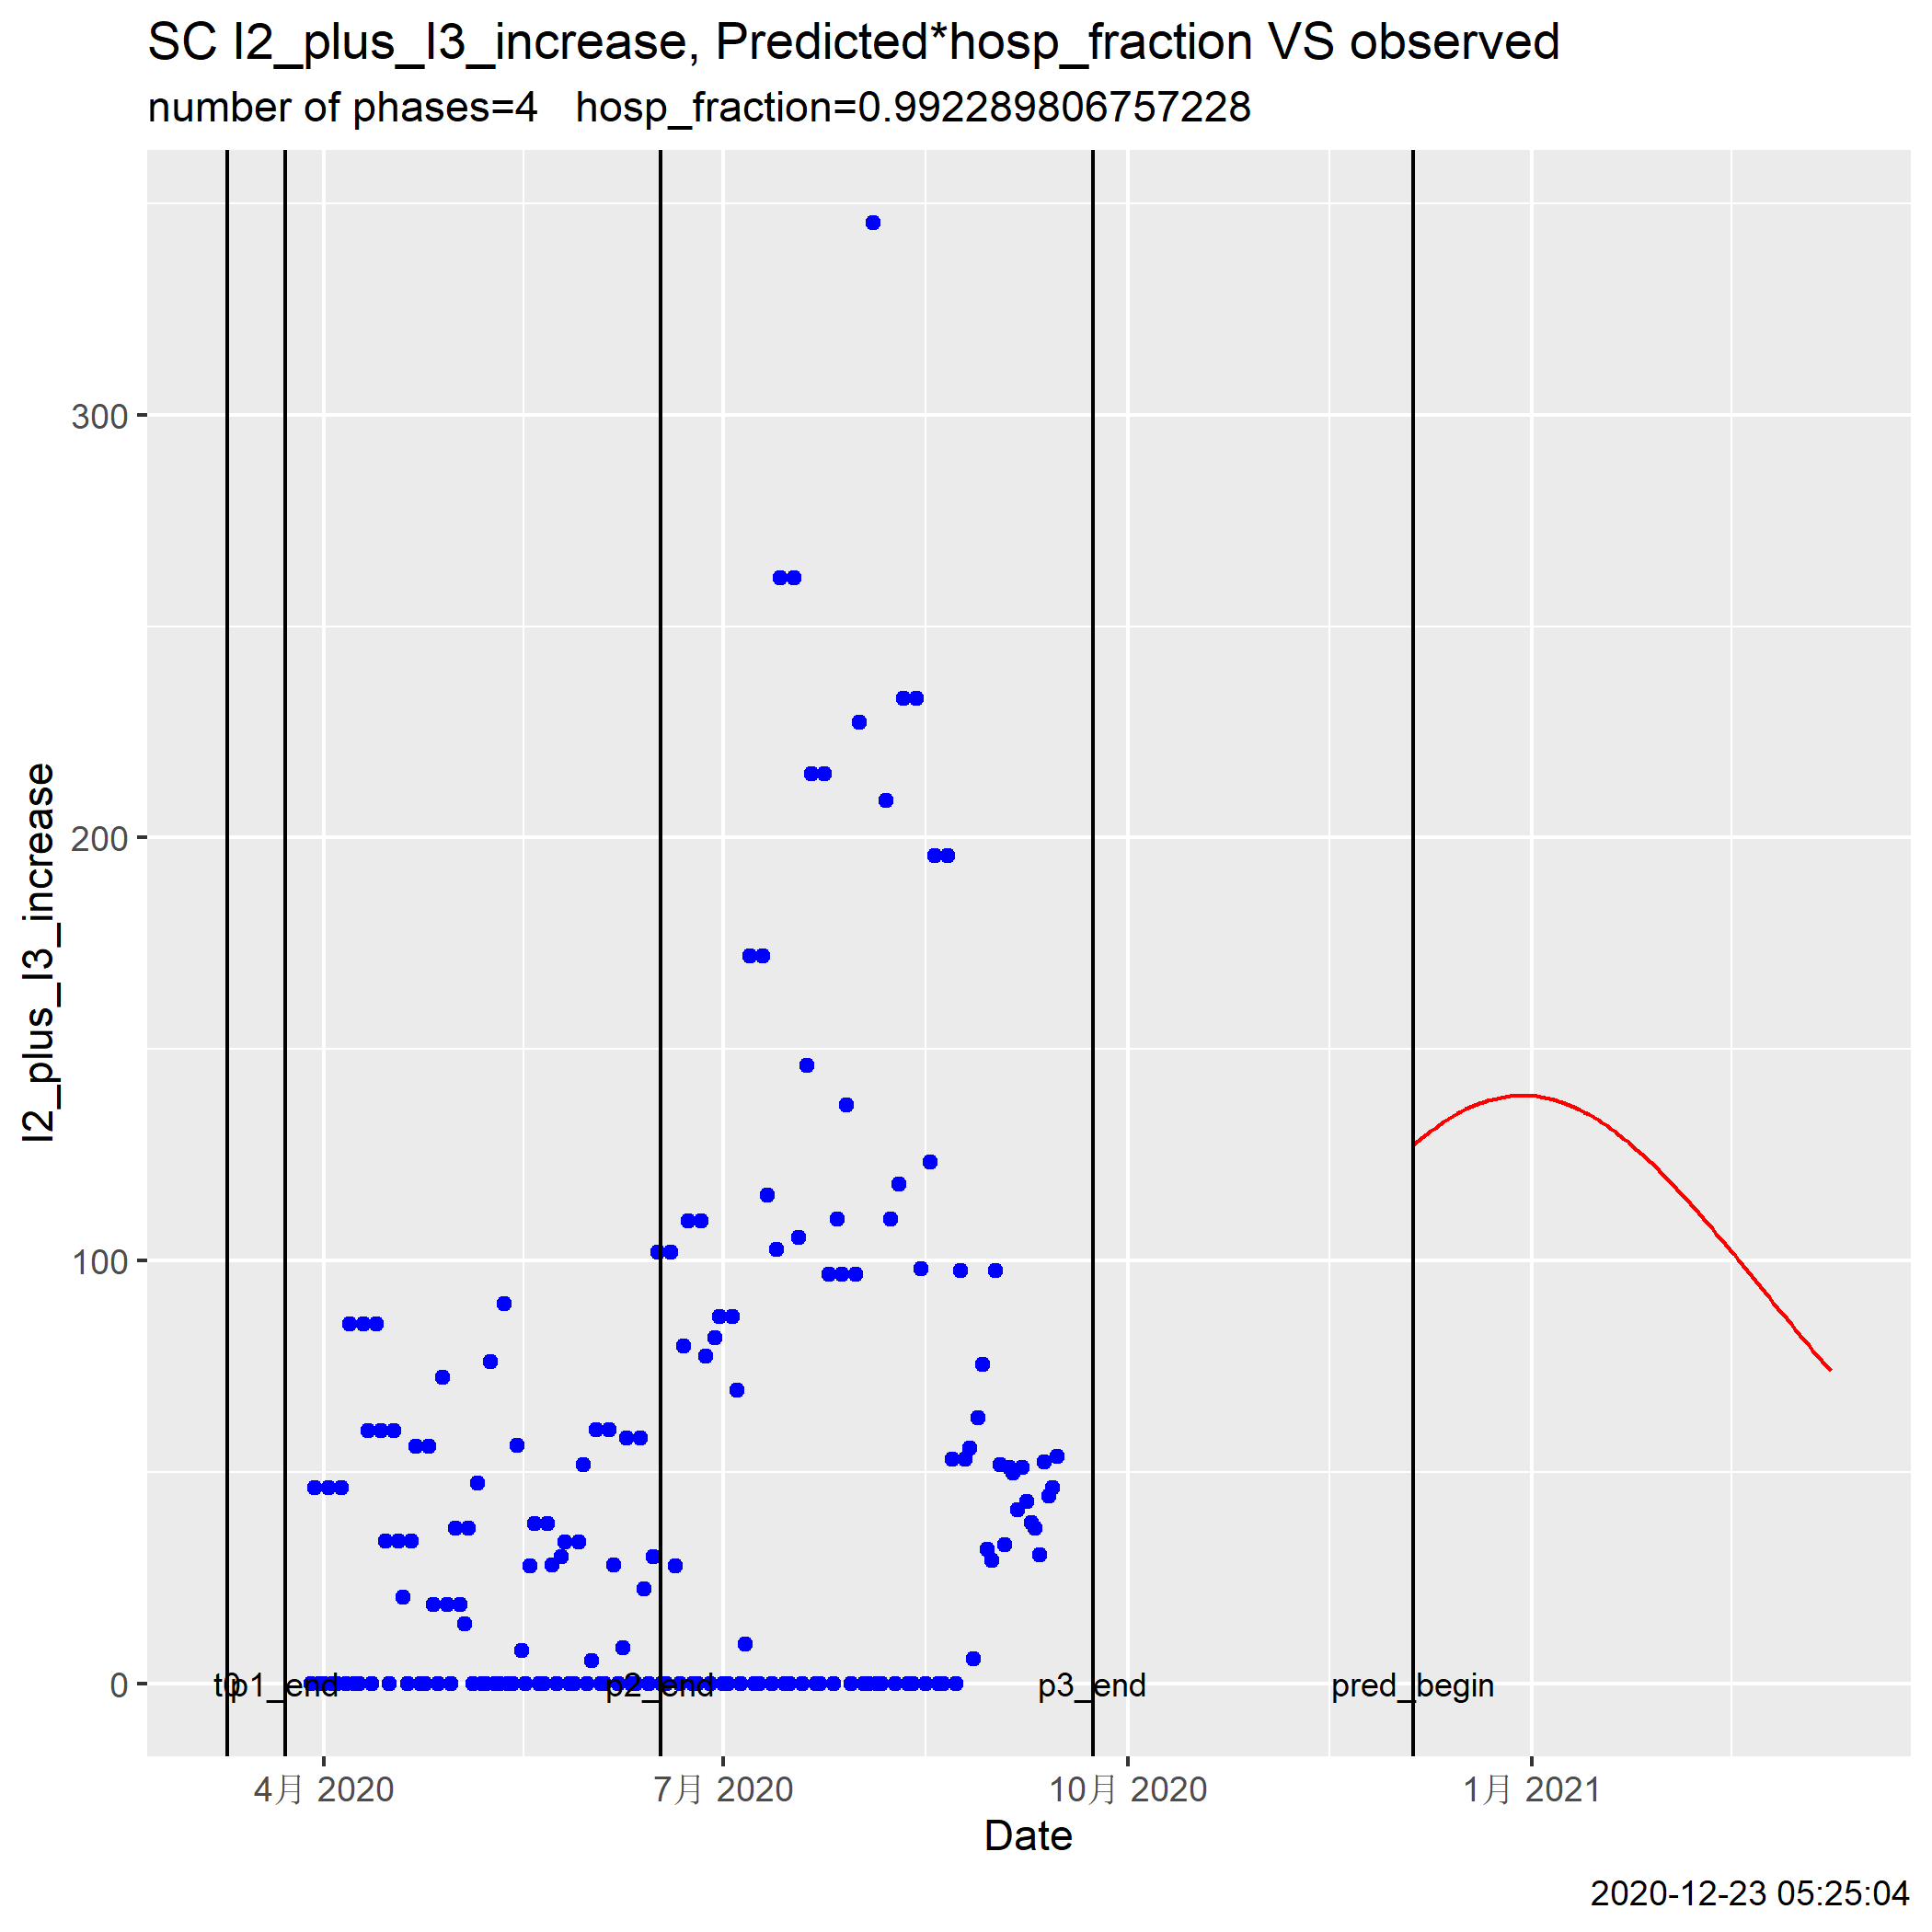 SC I2_plus_I3_increase, Predicted*hosp_fraction VS observed
number of phases=4   hosp_fraction=0.992289806757228
I2_plus_I3_increase
300
200
100
0
t0
p1_end
p2_end
p3_end
pred_begin
4月 2020
7月 2020
10月 2020
1月 2021
Date
2020-12-23 05:25:04